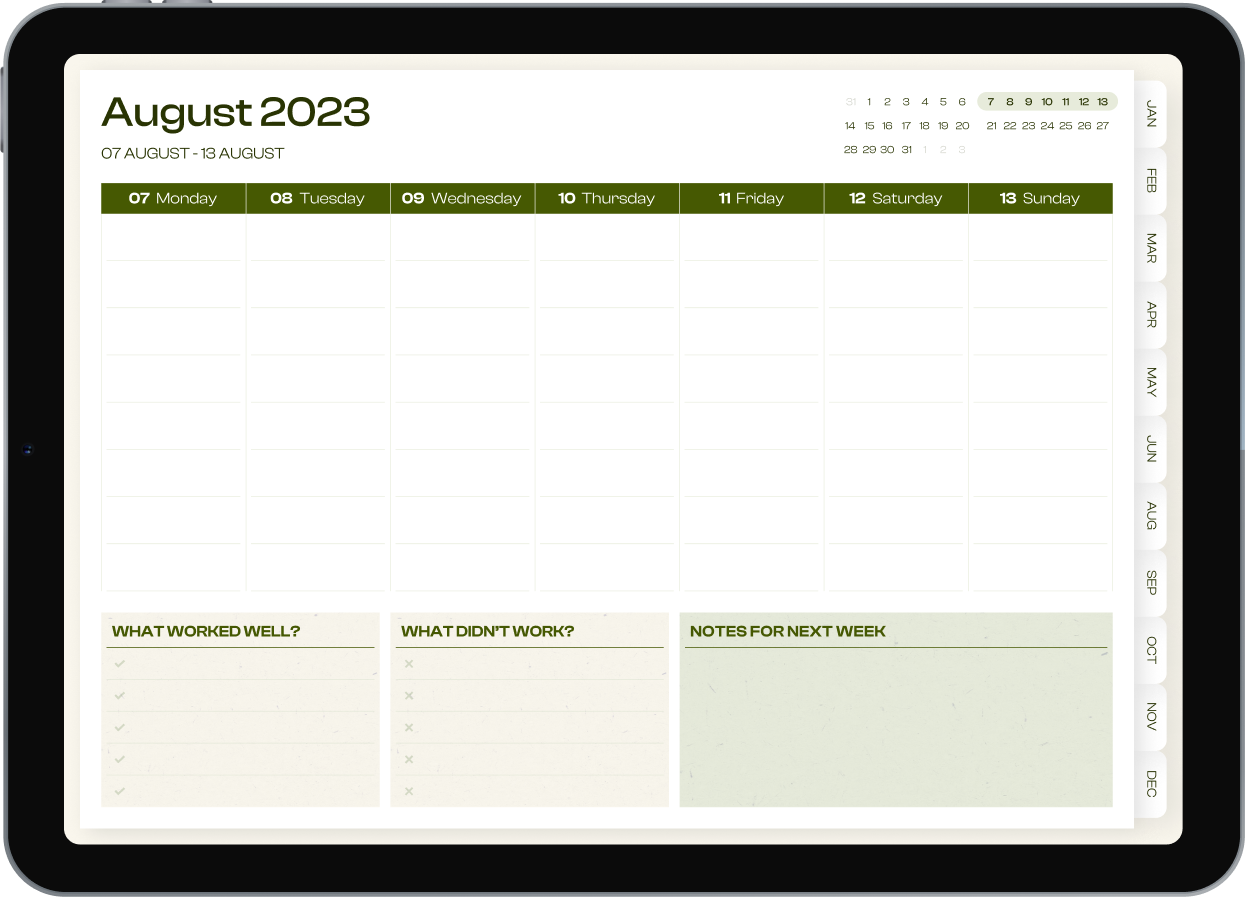 August 2023
07 AUGUST - 13 AUGUST
31 1 2 3 4 5 6 7 8 9 10 11 12 13
14 15 16 17 18 19 20 21 22 23 24 25 26 27
28 29 30 31 1 2 3
07 Monday 08 Tuesday 09 Wednesday 10 Thursday 11 Friday 12 Saturday 13 Sunday
WHAT WORKED WELL? WHAT DIDN'T WORK? NOTES FOR NEXT WEEK
JAN
FEB
MAR
APR
MAY
JUN
AUG
SEP
OCT
NOV
DEC